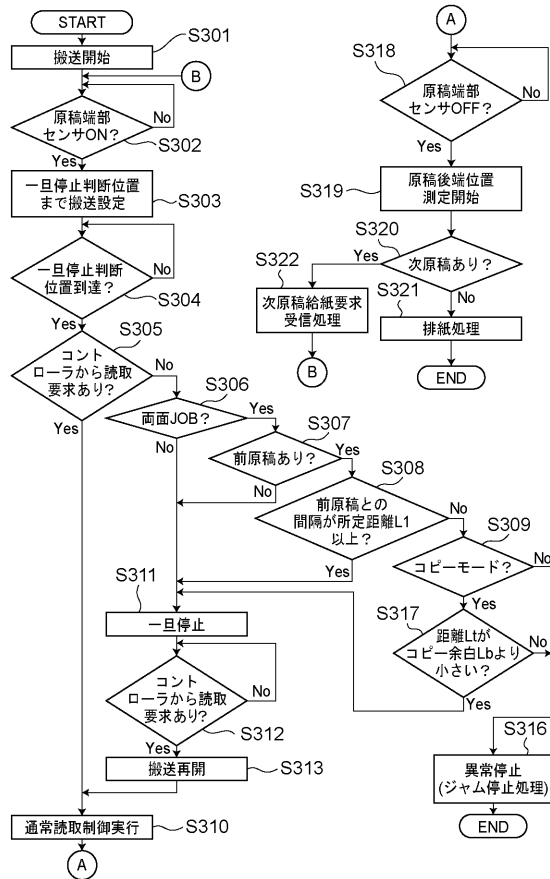 START
S301
搬送開始
B
原稿端部
センサON？
No
S302
Yes
一旦停止判断位置
まで搬送設定
S303
一旦停止判断
位置到達？
No
S304
Yes
S305
コント
ローラから読取
要求あり？
No
Yes
S306
両面JOB？
Yes
No
S307
前原稿あり？
Yes
No
S308
前原稿との
間隔が所定距離L1
以上？
No
Yes
S309
コピーモード？
No
Yes
S317
距離Ltが
コピー余白Lbより
小さい？
No
Yes
S311
一旦停止
コント
ローラから読取
要求あり？
No
S312
Yes
搬送再開
S313
S316
異常停止
(ジャム停止処理)
END
通常読取制御実行
S310
A
A
S318
原稿端部
センサOFF？
No
Yes
原稿後端位置
測定開始
S319
S320
次原稿あり？
Yes
No
S322
次原稿給紙要求
受信処理
B
S321
排紙処理
END